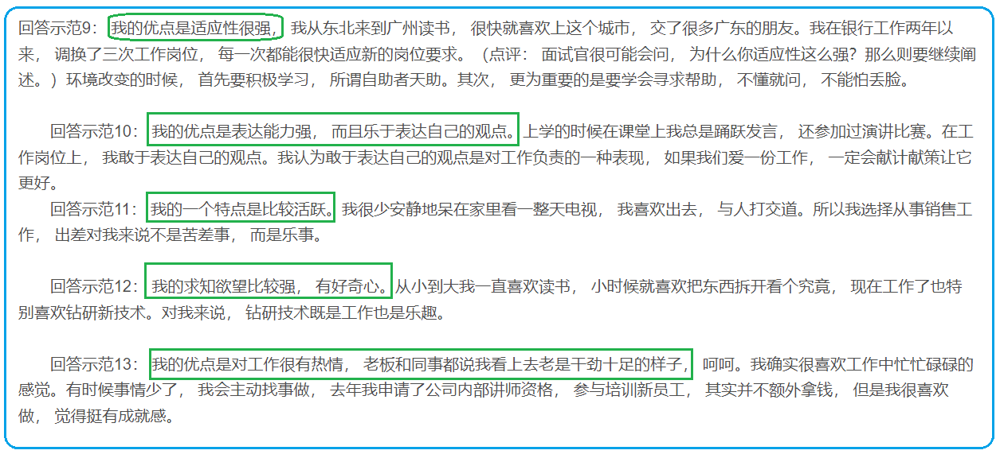 回答示范9： 我的优点是适应性很强， 我从东北来到广州读书， 很快就喜欢上这个城市， 交了很多广东的朋友。我在银行工作两年以
来， 调换了三次工作岗位， 每一次都能很快适应新的岗位要求。（点评： 面试官很可能会问， 为什么你适应性这么强？那么则要继续阐
述。）环境改变的时候， 首先要积极学习， 所谓自助者天助。其次， 更为重要的是要学会寻求帮助， 不懂就问， 不能怕丢脸。
回答示范10： 我的优点是表达能力强， 而且乐于表达自己的观点。上学的时候在课堂上我总是踊跃发言， 还参加过演讲比赛。在工
作岗位上， 我敢于表达自己的观点。我认为敢于表达自己的观点是对工作负责的一种表现， 如果我们爱一份工作， 一定会献计献策让它
更好。
回答示范11： 我的一个特点是比较活跃。我很少安静地呆在家里看一整天电视， 我喜欢出去， 与人打交道。所以我选择从事销售工
作， 出差对我来说不是苦差事， 而是乐事。
回答示范12： 我的求知欲望比较强， 有好奇心。从小到大我一直喜欢读书， 小时候就喜欢把东西拆开看个究竟， 现在工作了也特
别喜欢钻研新技术。对我来说， 钻研技术既是工作也是乐趣。
回答示范13： 我的优点是对工作很有热情， 老板和同事都说我看上去老是干劲十足的样子， 呵呵。我确实很喜欢工作中忙忙碌碌的
感觉。有时候事情少了， 我会主动找事做， 去年我申请了公司内部讲师资格， 参与培训新员工， 其实并不额外拿钱， 但是我很喜欢
做， 觉得挺有成就感。